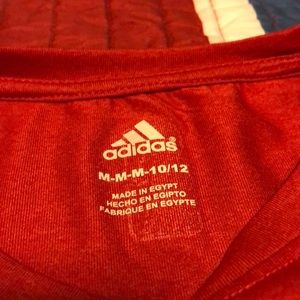 adidas®
M-M-M-10/12
MADE IN EGYPT
HECHO EN EGIPTO
FABRIQUE EN EGYPTE